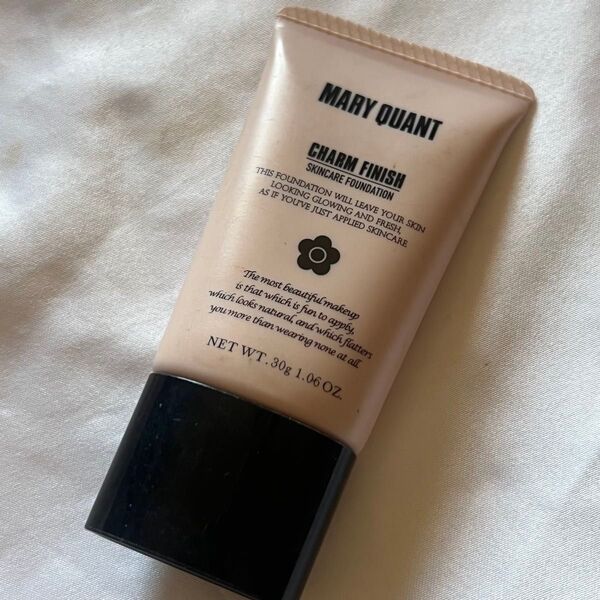 MARY QUANT
CHARM FINISH
SKINCARE FOUNDATION
THIS FOUNDATION WILL LEAVE YOUR SKIN
LOOKING GLOWING AND FRESH,
AS IF YOU'VE JUST APPLIED SKINCARE
The most beautiful makeup
is that which is fun to apply,
which looks natural, and which flatters
you more than wearing none at all.
NET WT. 30g 1.06 OZ.